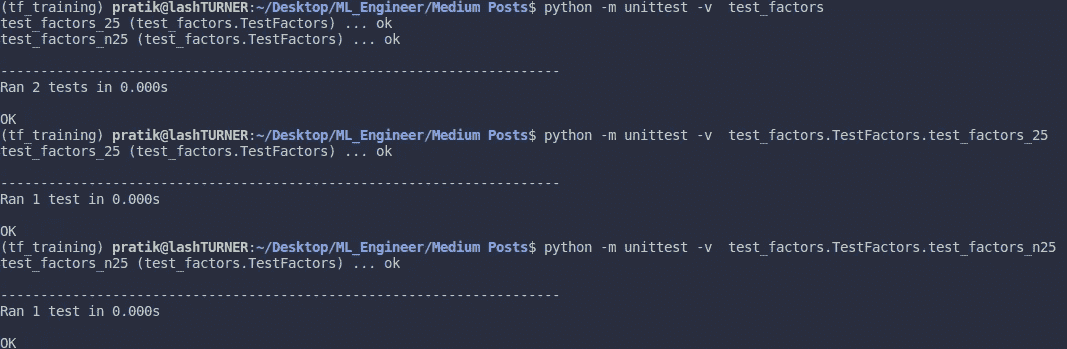 (tf_training) pratik@lashTURNER:~/Desktop/ML_Engineer/Medium Posts$ python -m unittest -v  test_factors
test_factors_25 (test_factors.TestFactors) ... ok
test_factors_n25 (test_factors.TestFactors) ... ok
----------------------------------------------------------------------
Ran 2 tests in 0.000s
OK
(tf_training) pratik@lashTURNER:~/Desktop/ML_Engineer/Medium Posts$ python -m unittest -v  test_factors.TestFactors.test_factors_25
test_factors_25 (test_factors.TestFactors) ... ok
----------------------------------------------------------------------
Ran 1 test in 0.000s
OK
(tf_training) pratik@lashTURNER:~/Desktop/ML_Engineer/Medium Posts$ python -m unittest -v  test_factors.TestFactors.test_factors_n25
test_factors_n25 (test_factors.TestFactors) ... ok
----------------------------------------------------------------------
Ran 1 test in 0.000s
OK